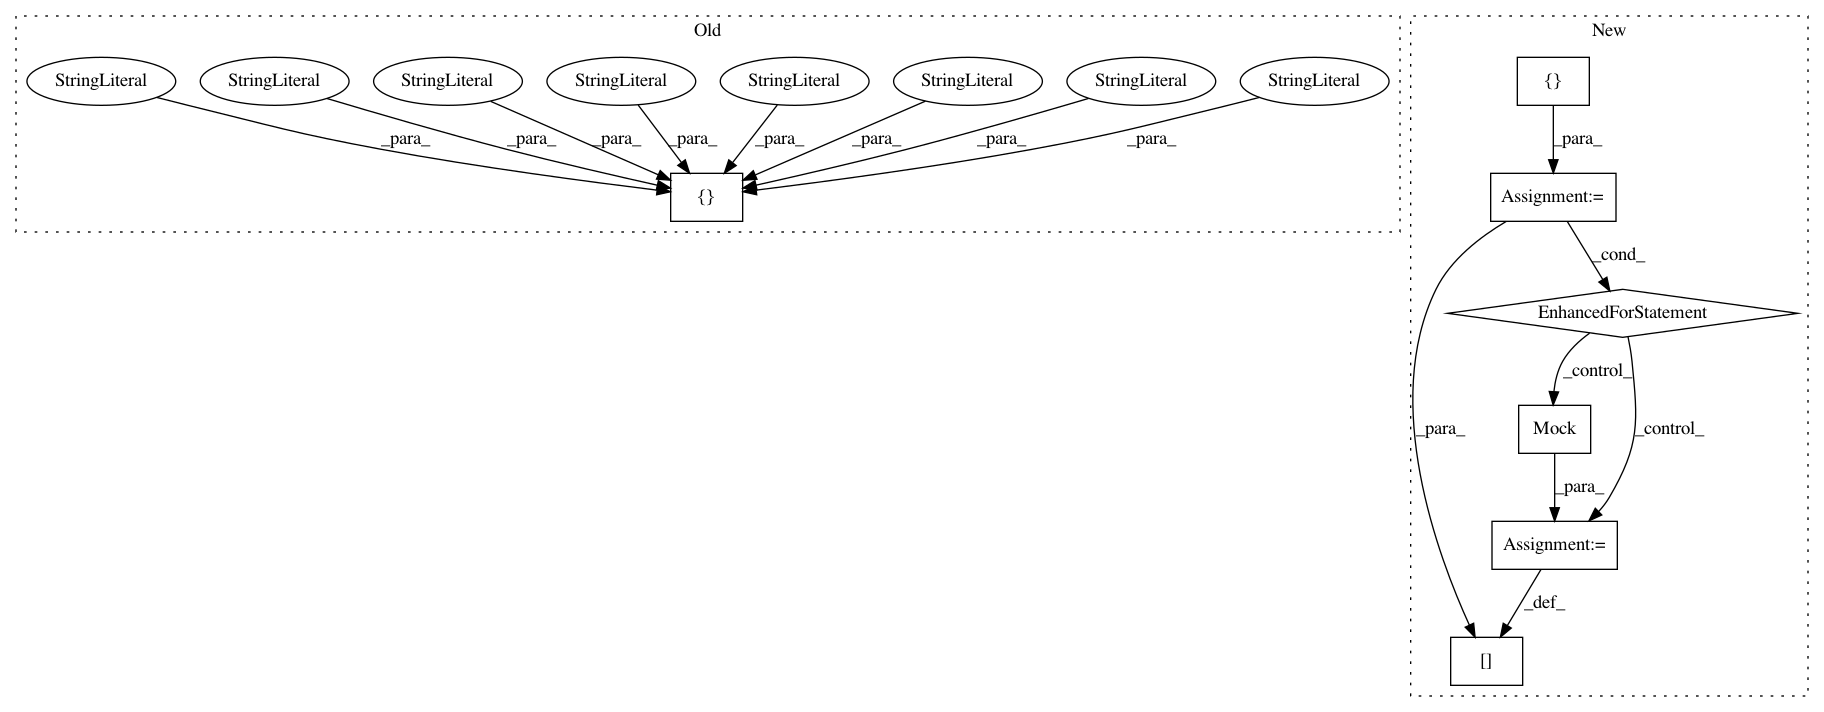 Old
New
StringLiteral StringLiteral StringLiteral StringLiteral StringLiteral StringLiteral StringLiteral StringLiteral
{}
_para_ _para_ _para_ _para_ _para_ _para_ _para_ _para_
_para_
{}
Assignment:=
_cond_
EnhancedForStatement
_control_
Mock
_para_
_control_
_para_
Assignment:=
_def_
[]